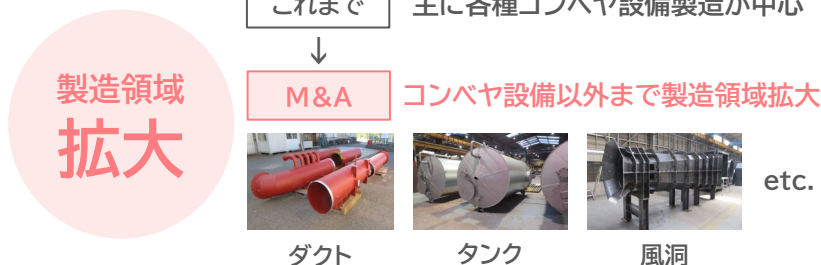 これまで 主に各種コンベヤ設備製造が中心
↓
製造領域
拡大
M&A コンベヤ設備以外まで製造領域拡大
etc.
ダクト タンク 風洞